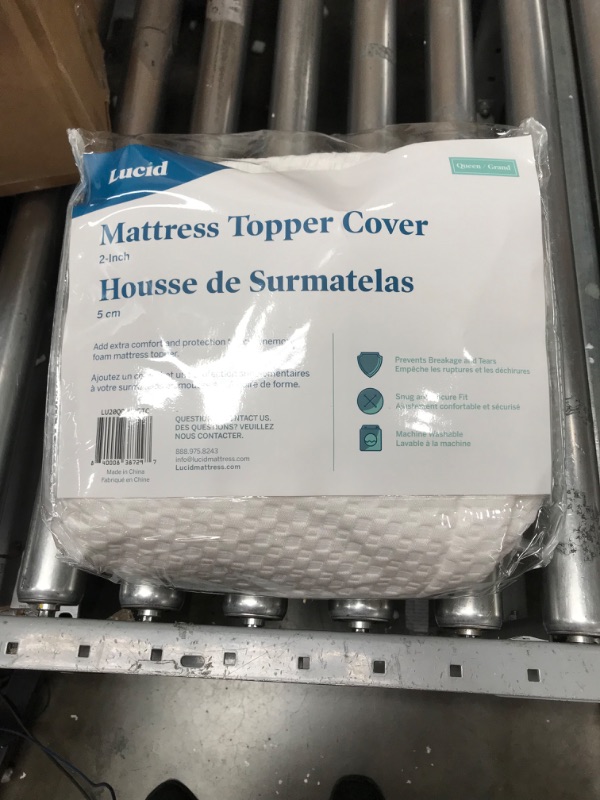 Lucid
Queen / Grand
Mattress Topper Cover
2-Inch
Housse de Surmatelas
5 cm
Add extra comfort and protection memory
foam mattress topper.
Ajoutez un
à votre de forme.
Prevents Breakage and Tears
Empêche les ruptures et les déchirures
Snug and Secure Fit
Ajustement confortable et sécurisé
Machine Washable
Lavable à la machine
QUESTIONS? CONTACT US.
DES QUESTIONS? VEUILLEZ
NOUS CONTACTER.
888.975.8243
info@lucidmattress.com
Lucidmattress.com
Made in China
Fabriqué en Chine